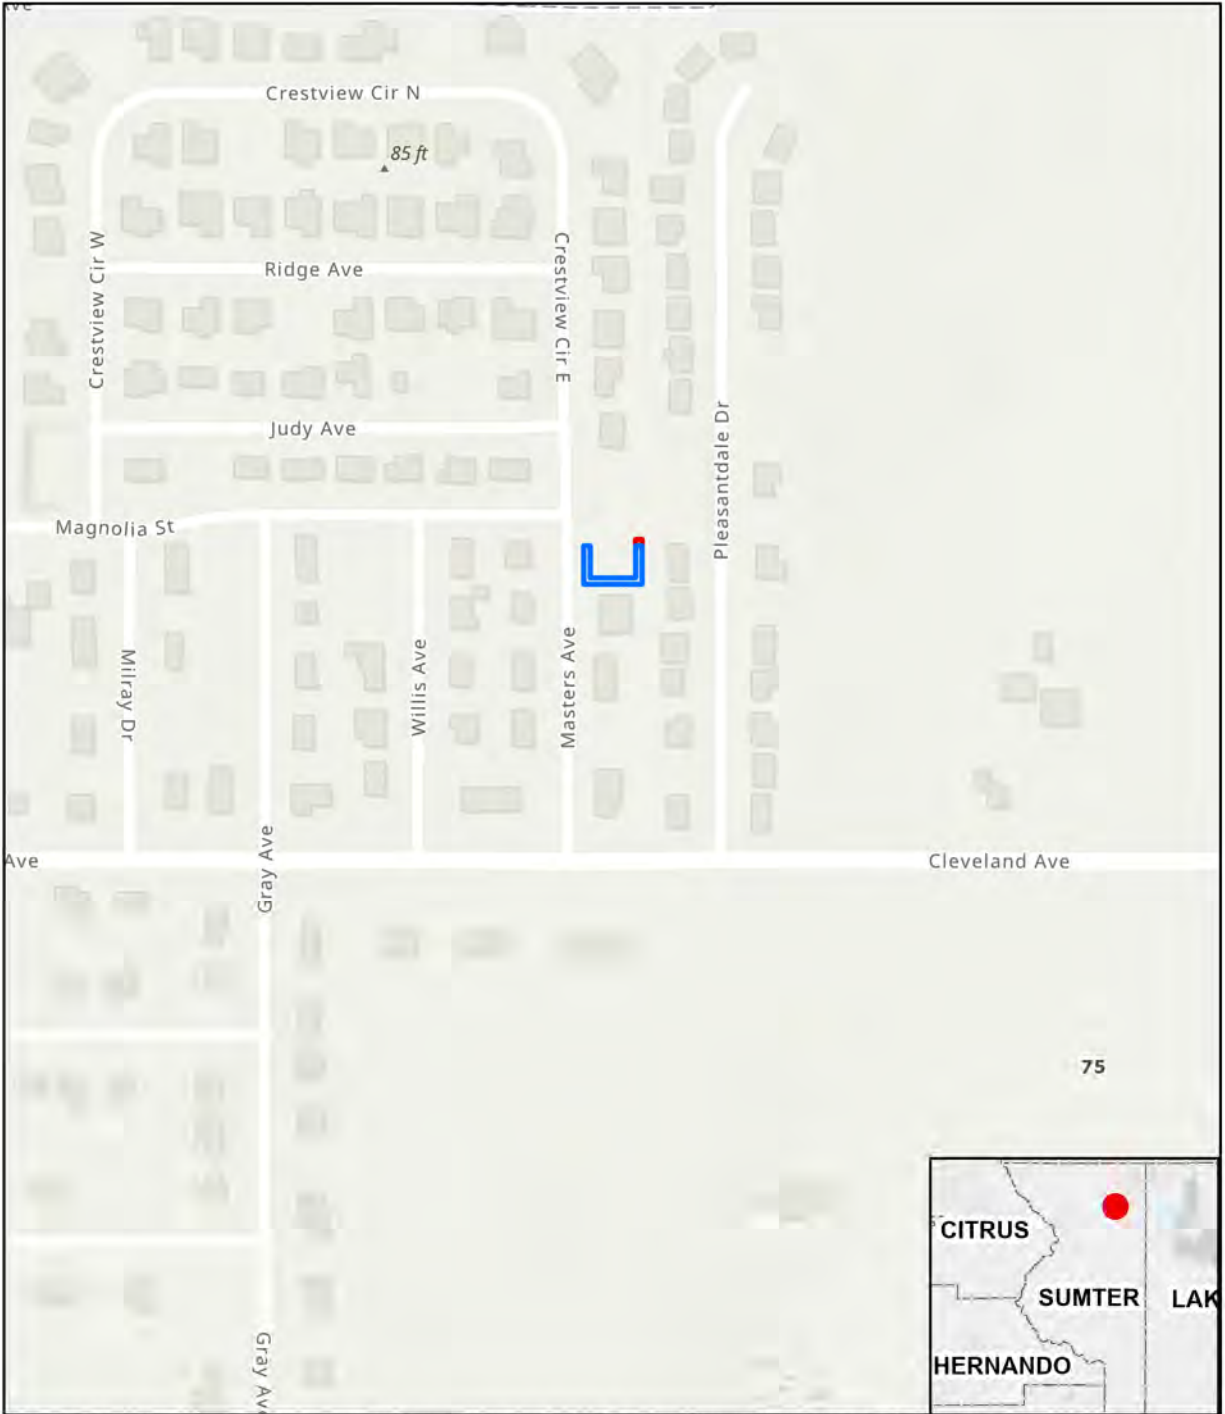 Crestview Cir N
85 ft
Crestview Cir W
Crestview Cir E
Ridge Ave
Judy Ave
Pleasantdale Dr
Magnolia St
Milray Dr
Willis Ave
Masters Ave
Gray Ave
Ave
Cleveland Ave
75
CITRUS
SUMTER
LAK
HERNANDO
Gray Av